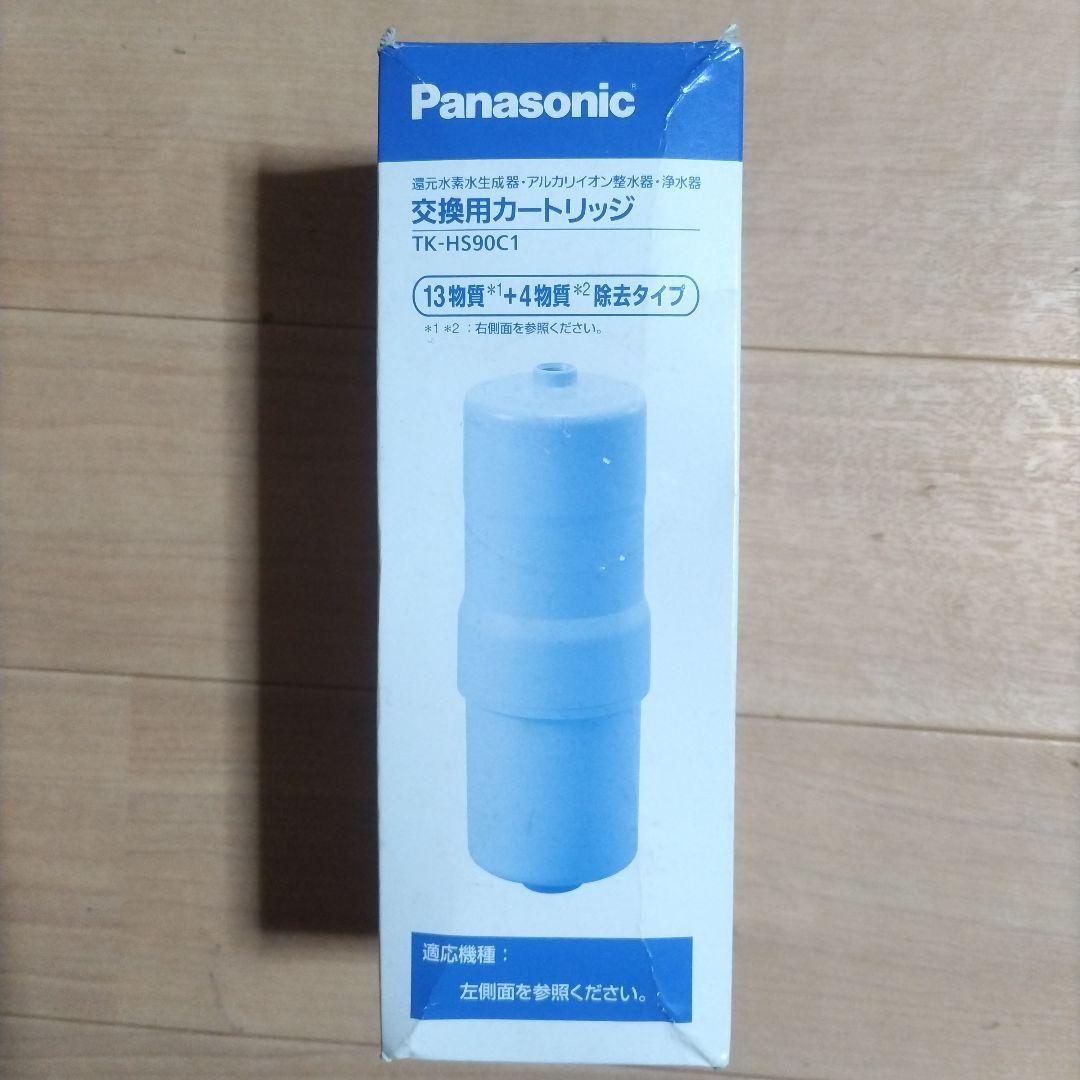 Panasonic®
還元水素水生成器・アルカリイオン整水器・浄水器
交換用カートリッジ
TK-HS90C1
13物質*1+4物質*2除去タイプ
*1 *2 : 右側面を参照ください。
適応機種:
左側面を参照ください。